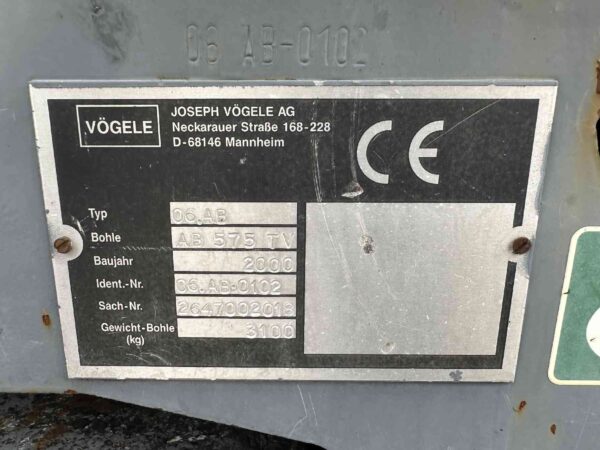 06 AB-0102
VÖGELE
JOSEPH VÖGELE AG
Neckarauer Straße 168-228
D-68146 Mannheim
CE
Typ 06.AB
Bohle AB 575 TV
Baujahr 2000
Ident.-Nr. 06.AB.0102
Sach-Nr. 2647002018
Gewicht-Bohle 3100
(kg)